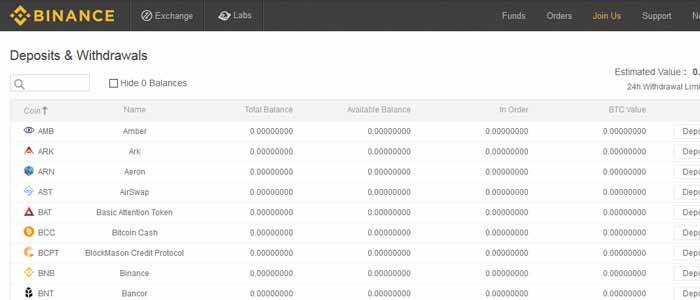 BINANCE Exchange Labs Funds Orders Join Us Support
Deposits & Withdrawals
Estimated Value : 0.
Hide 0 Balances
24h Withdrawal Limi
Coin↑ Name Total Balance Available Balance In Order BTC Value
AMB Amber 0.00000000 0.00000000 0.00000000 0.00000000 Depo
ARK Ark 0.00000000 0.00000000 0.00000000 0.00000000 Depo
ARN Aeron 0.00000000 0.00000000 0.00000000 0.00000000 Depo
AST AirSwap 0.00000000 0.00000000 0.00000000 0.00000000 Depo
BAT Basic Attention Token 0.00000000 0.00000000 0.00000000 0.00000000 Depo
BCC Bitcoin Cash 0.00000000 0.00000000 0.00000000 0.00000000 Depo
BCPT BlockMason Credit Protocol 0.00000000 0.00000000 0.00000000 0.00000000 Depo
BNB Binance 0.00000000 0.00000000 0.00000000 0.00000000 Depo
BNT Bancor 0.00000000 0.00000000 0.00000000 0.00000000 Depo